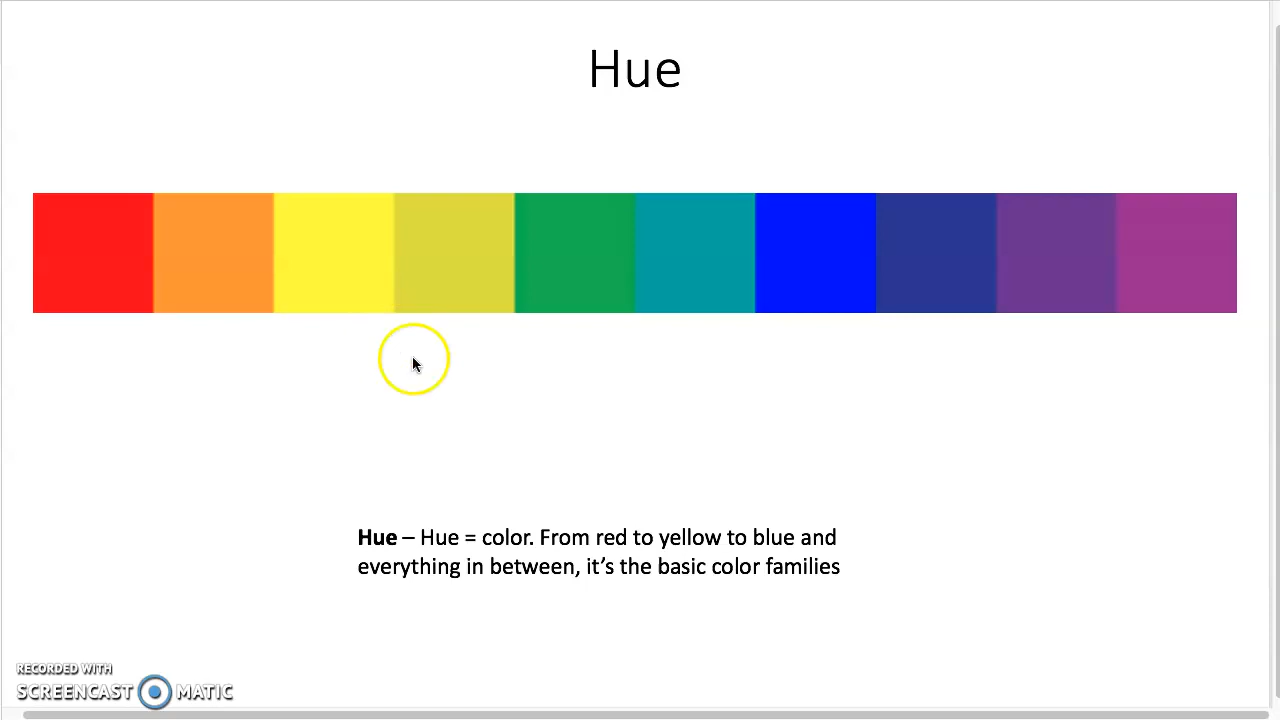 Hue
Hue – Hue = color. From red to yellow to blue and
everything in between, it’s the basic color families
RECORDED WITH
SCREENCAST MATIC